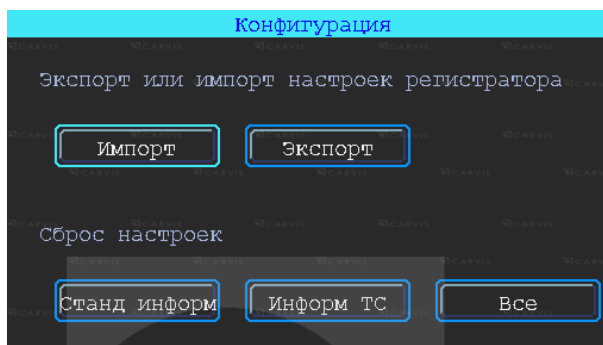 Конфигурация
Экспорт или импорт настроек регистратора
Импорт Экспорт
Сброс настроек
Станд информ Информ ТС Все